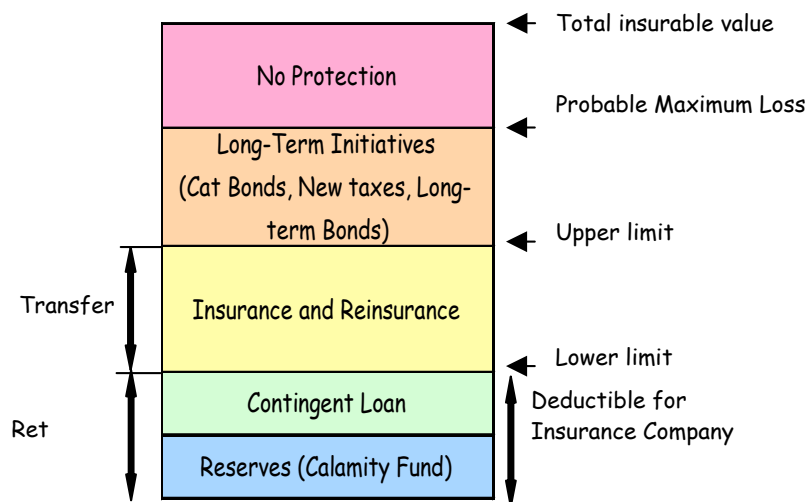 Total insurable value
No Protection
Probable Maximum Loss
Long-Term Initiatives
(Cat Bonds, New taxes, Long-
term Bonds)
Upper limit
Transfer
Insurance and Reinsurance
Lower limit
Contingent Loan
Deductible for
Insurance Company
Ret
Reserves (Calamity Fund)